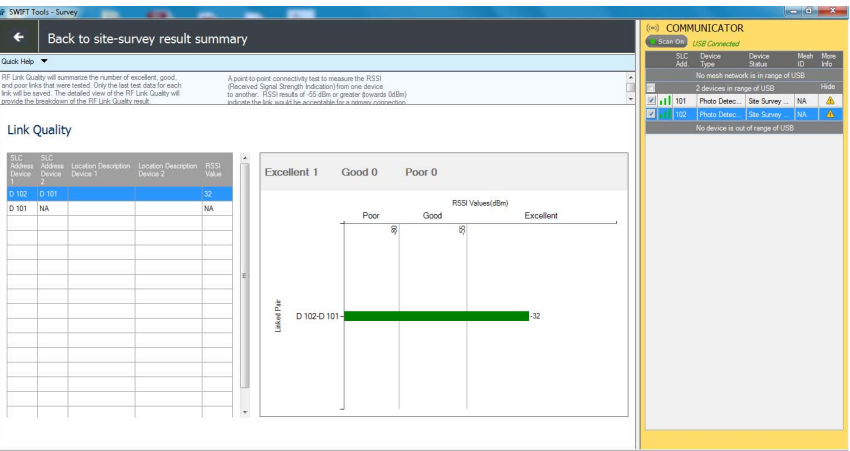 SWIFT Tools - Survey
Back to site-survey result summary
Quick Help
RF Link Quality will summarize the number of excellent, good,
and poor links that were tested. Only the last test data for each
link will be saved. The detailed view of the RF Link Quality will
provide the breakdown of the RF Link Quality result.
A point-to-point connectivity test to measure the RSSI
(Received Signal Strength Indication) from one device
to another. RSSI results of -55 dBm or greater (towards 0dBm)
indicate the link would be acceptable for a primary connection
Link Quality
SLC Address Device 1 SLC Address Device 2 Location Description Device 1 Location Description Device 2 RSSI Value
D 102 D 101 32
D 101 NA NA
Excellent 1 Good 0 Poor 0
RSSI Values(dBm)
Poor Good Excellent
-80 -55
Linked Pair
D 102-D 101 -32
COMMUNICATOR
Scan On USB Connected
SLC Add. Device Type Device Status Mesh ID More Info
No mesh network is in range of USB
2 devices in range of USB Hide
101 Photo Detec... Site Survey ... NA
102 Photo Detec... Site Survey ... NA
No device is out of range of USB